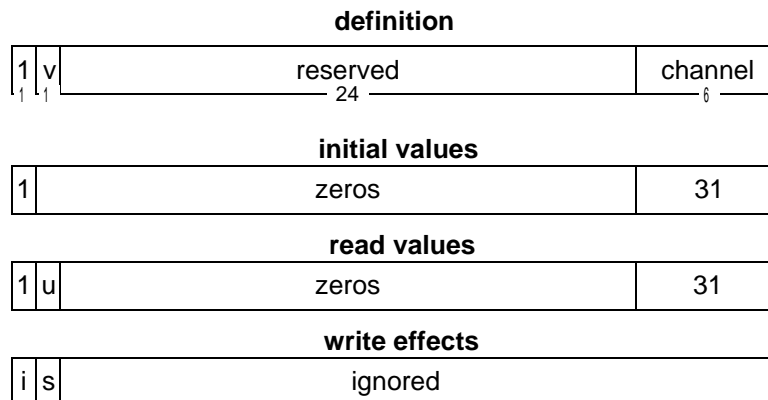 definition
1 v reserved channel
1 1 24 6
initial values
1 zeros 31
read values
1 u zeros 31
write effects
i s ignored